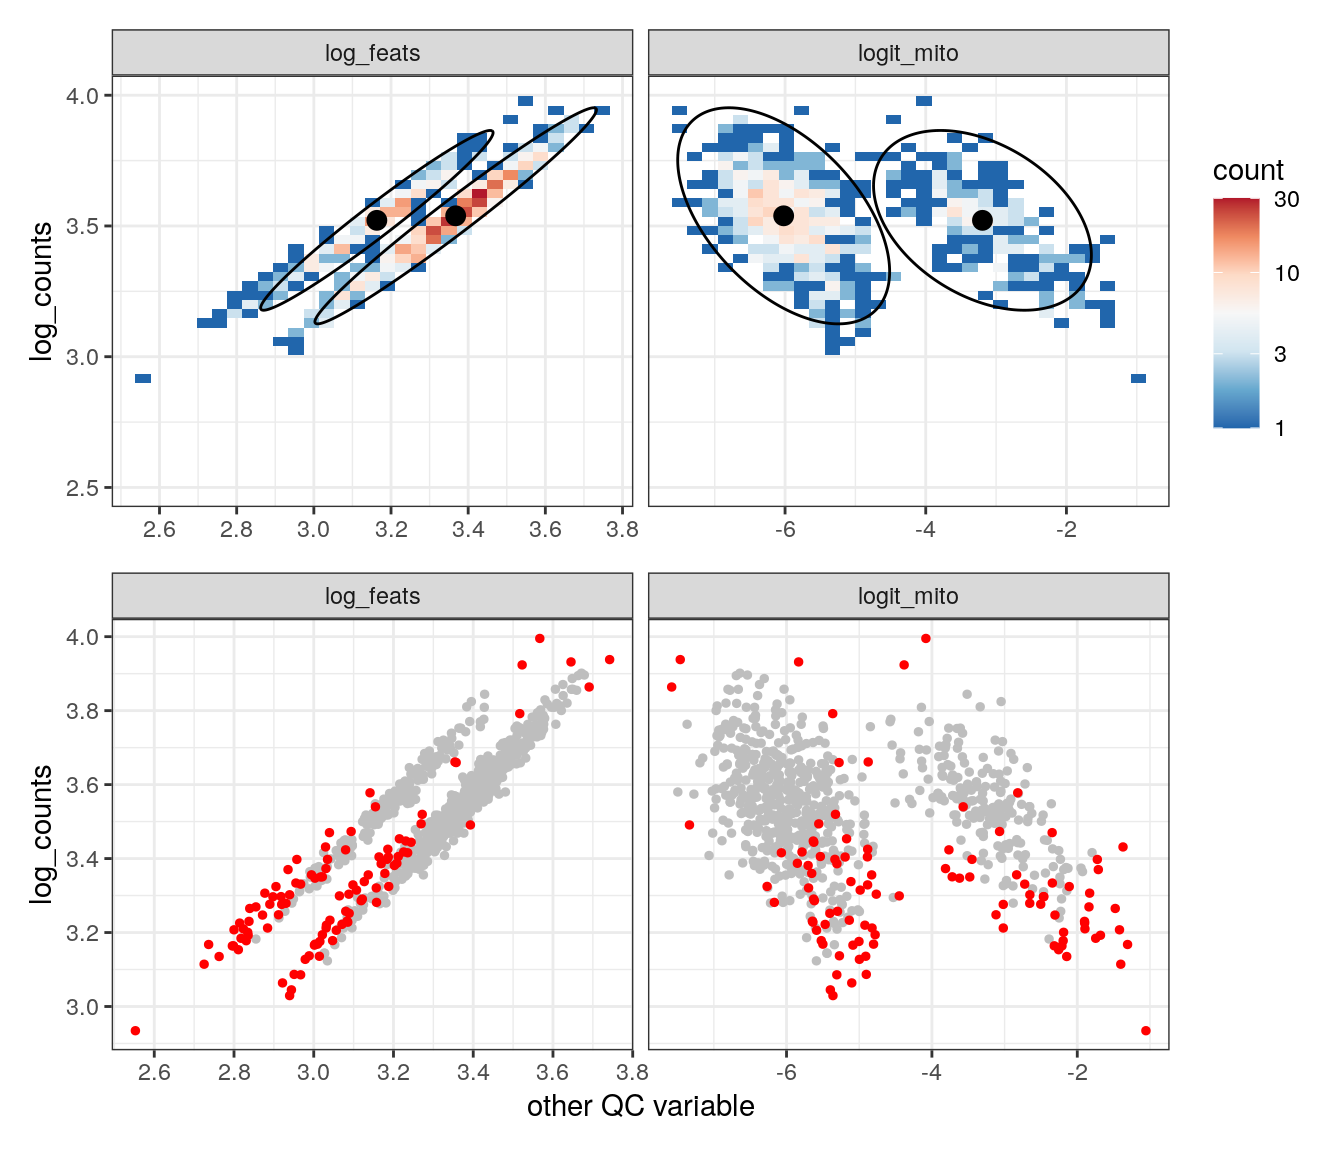 log_feats
logit_mito
4.0
3.5
3.0
2.5
log_counts
2.6 2.8 3.0 3.2 3.4 3.6 3.8
-6 -4 -2
count
30
10
3
1
log_feats
logit_mito
4.0
3.8
3.6
3.4
3.2
3.0
log_counts
2.6 2.8 3.0 3.2 3.4 3.6 3.8
-6 -4 -2
other QC variable